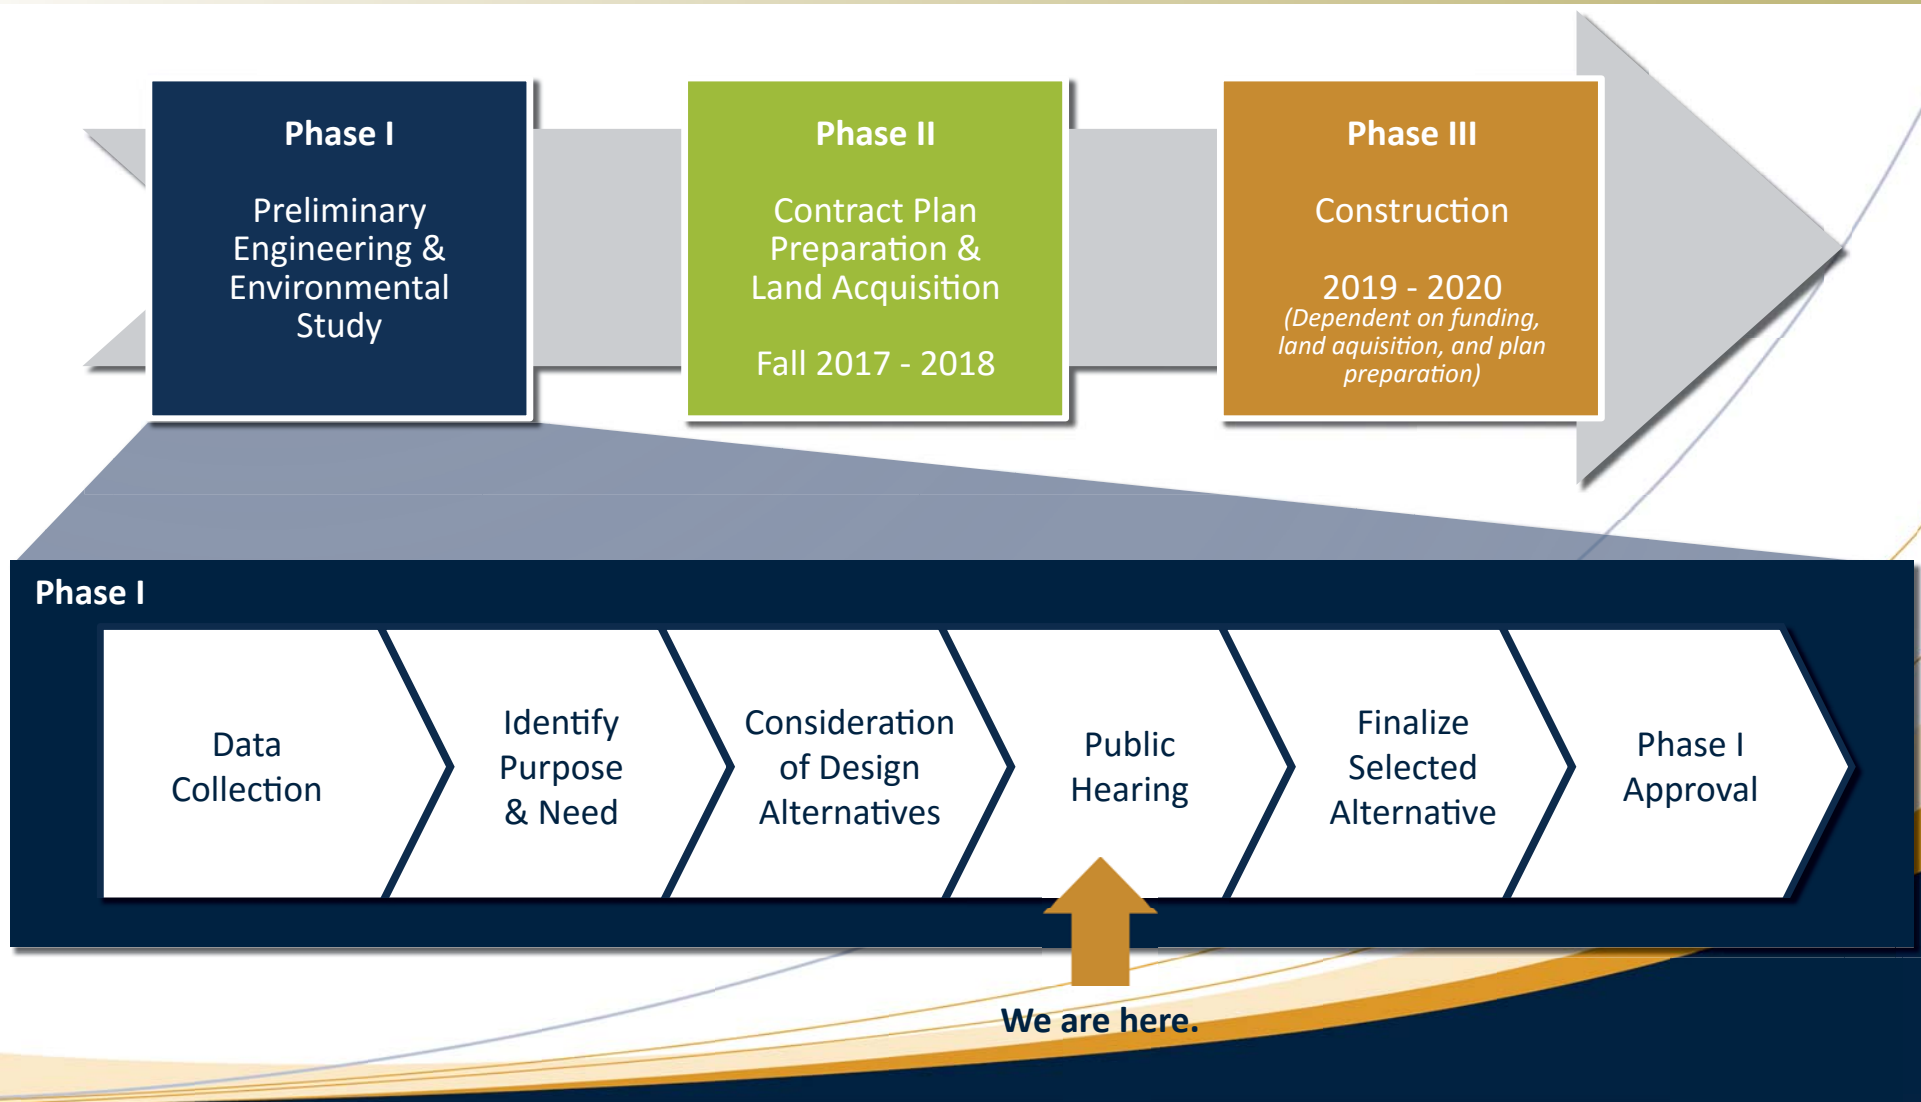 Phase I
Preliminary
Engineering &
Environmental
Study
Phase II
Contract Plan
Preparation &
Land Acquisition
Fall 2017 - 2018
Phase III
Construction
2019 - 2020
(Dependent on funding,
land aquisition, and plan
preparation)
Phase I
Data
Collection
Identify
Purpose
& Need
Consideration
of Design
Alternatives
Public
Hearing
Finalize
Selected
Alternative
Phase I
Approval
We are here.